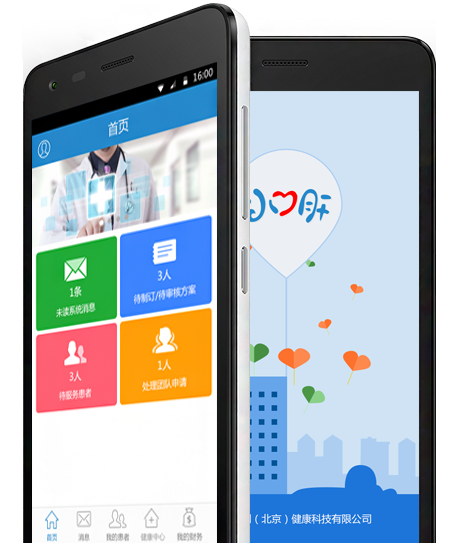 16:00
首页
1条
未读系统消息
3人
待制订/待审核方案
3人
待服务患者
1人
处理团队申请
首页
消息
我的患者
健康中心
我的财务
（北京）健康科技有限公司